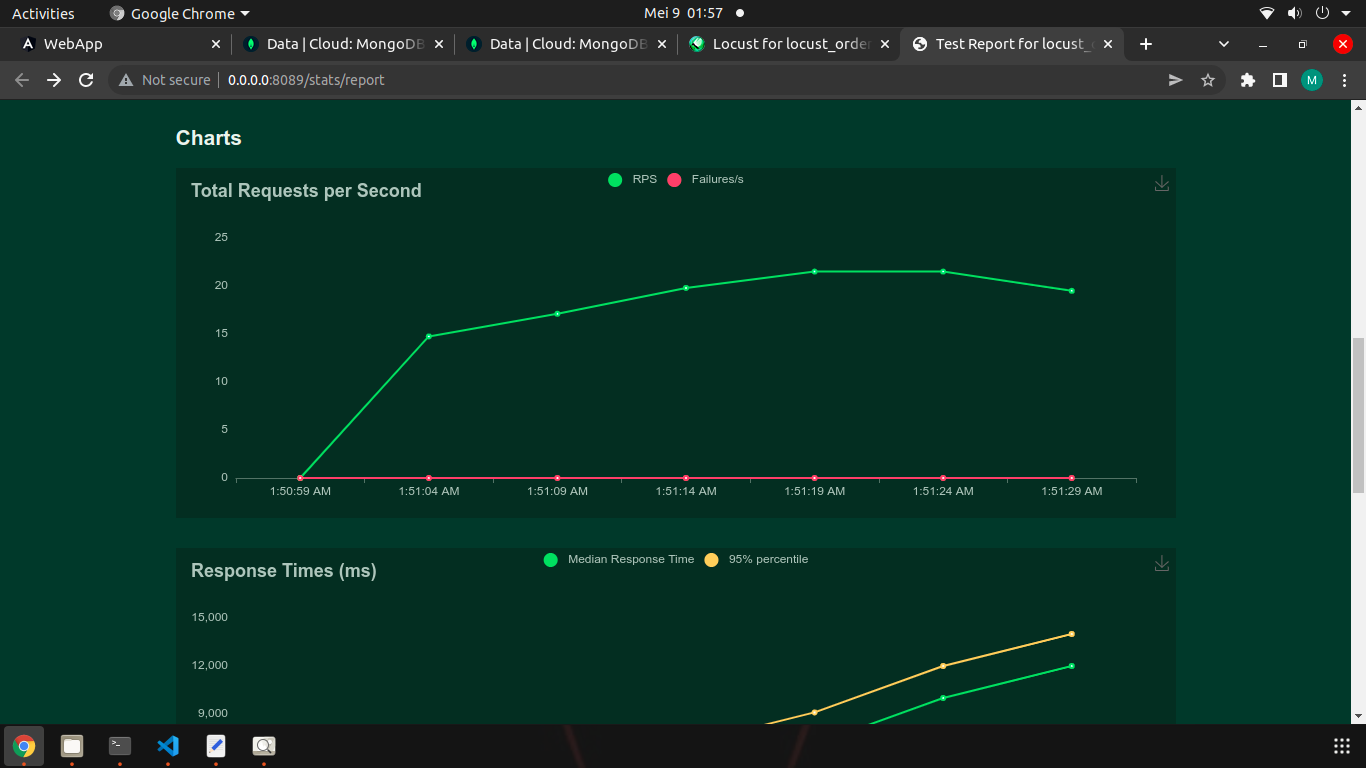 Activities Google Chrome Mei 9 01:57
WebApp Data | Cloud: MongoDB Data | Cloud: MongoDB Locust for locust_order Test Report for locust_
Not secure 0.0.0.0:8089/stats/report M
Charts
Total Requests per Second RPS Failures/s
25
20
15
10
5
0
1:50:59 AM 1:51:04 AM 1:51:09 AM 1:51:14 AM 1:51:19 AM 1:51:24 AM 1:51:29 AM
Response Times (ms) Median Response Time 95% percentile
15,000
12,000
9,000